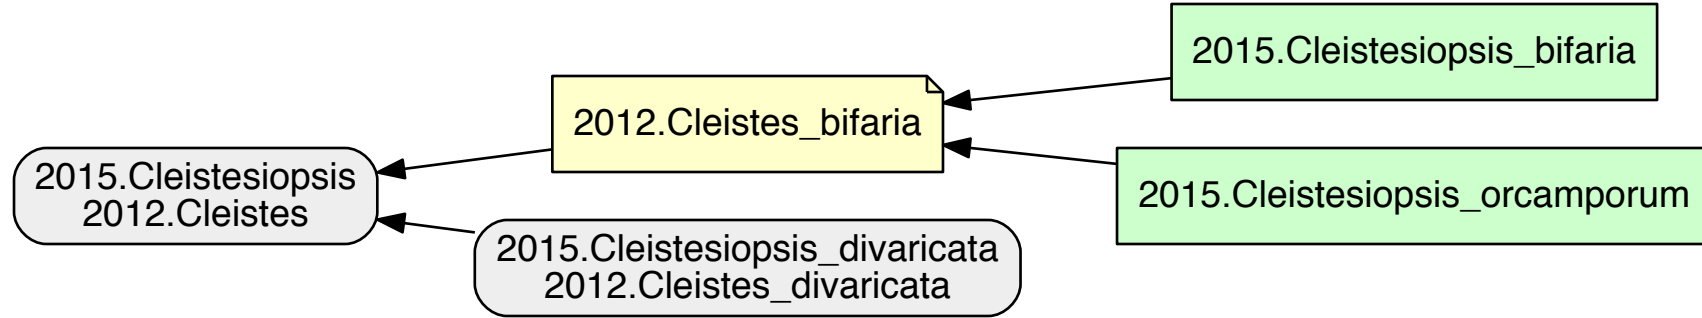 2015.Cleistesiopsis_bifaria
2012.Cleistes_bifaria
2015.Cleistesiopsis
2012.Cleistes
2015.Cleistesiopsis_orcamporum
2015.Cleistesiopsis_divaricata
2012.Cleistes_divaricata